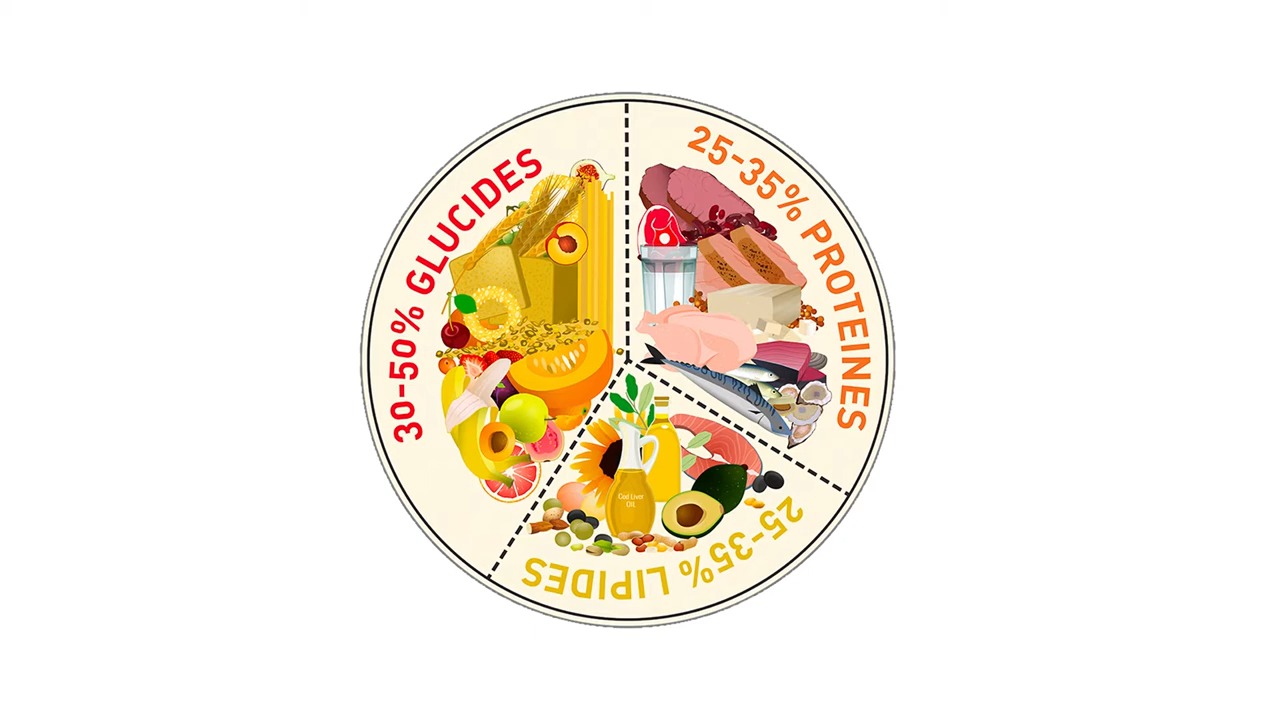 30-50% GLUCIDES
25-35% PROTEINES
Cod Liver
OIL
25-35% LIPIDES